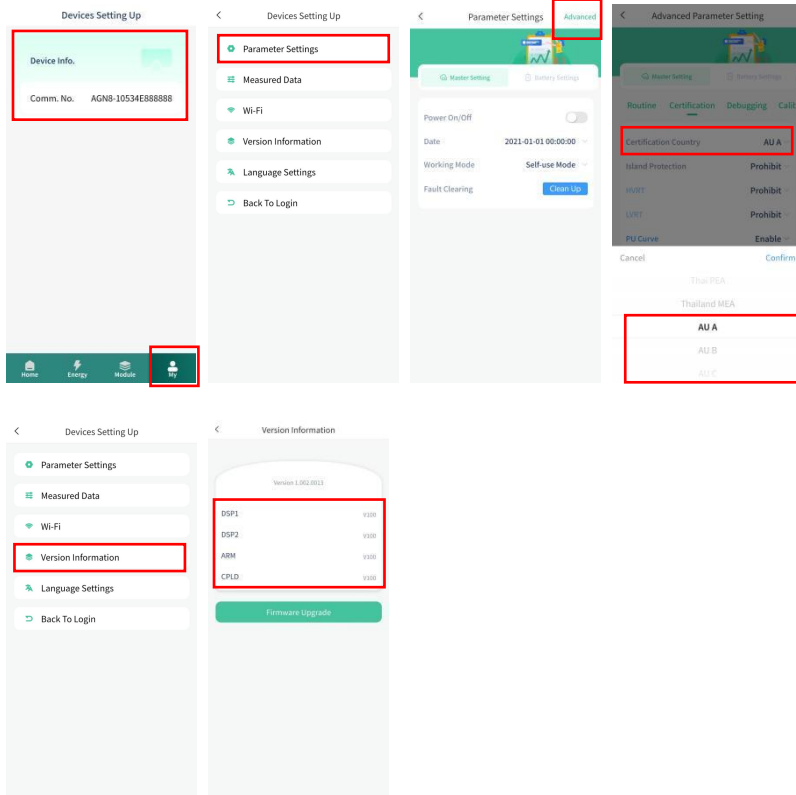 Devices Setting Up
Device Info.
Comm. No. AGN8-10534E888888
Home Energy Module My
Devices Setting Up
Parameter Settings
Measured Data
Wi-Fi
Version Information
Language Settings
Back To Login
Parameter Settings Advanced
Master Setting Battery Settings
Power On/Off
Date 2021-01-01 00:00:00
Working Mode Self-use Mode
Fault Clearing Clean Up
Advanced Parameter Setting
Master Setting Battery Settings
Routine Certification Debugging Calib
Certification Country AU A
Island Protection Prohibit
HVRT Prohibit
LVRT Prohibit
PU Curve Enable
Cancel Confirm
Thai PEA
Thailand MEA
AU A
AU B
AU C
Devices Setting Up
Parameter Settings
Measured Data
Wi-Fi
Version Information
Language Settings
Back To Login
Version Information
Version 1.002.0013
DSP1 V100
DSP2 V100
ARM V100
CPLD V100
Firmware Upgrade